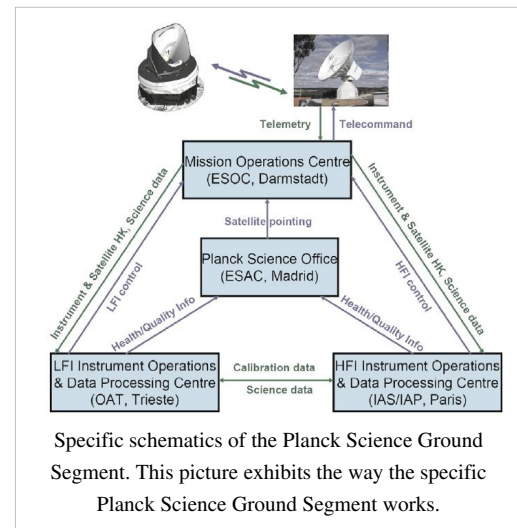 Telemetry
Telecommand
Mission Operations Centre
(ESOC, Darmstadt)
Instrument & Satellite HK, Science data
LFI control
Satellite pointing
HFI control
Instrument & Satellite HK, Science data
Planck Science Office
(ESAC, Madrid)
Health/Quality Info
Health/Quality Info
LFI Instrument Operations
& Data Processing Centre
(OAT, Trieste)
Calibration data
Science data
HFI Instrument Operations
& Data Processing Centre
(IAS/IAP, Paris)
Specific schematics of the Planck Science Ground
Segment. This picture exhibits the way the specific
Planck Science Ground Segment works.